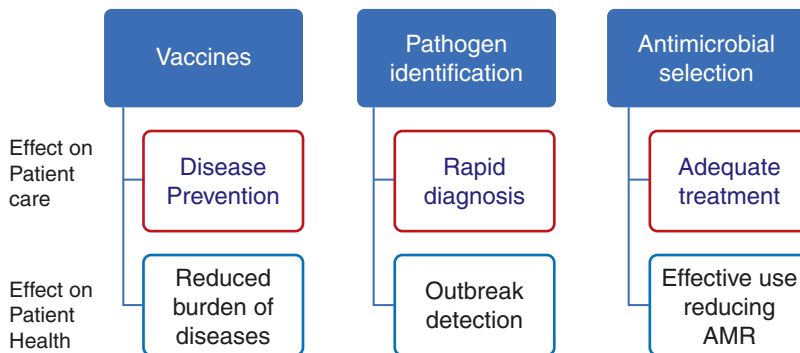 Vaccines
Pathogen
identification
Antimicrobial
selection
Effect on
Patient
care
Disease
Prevention
Rapid
diagnosis
Adequate
treatment
Effect on
Patient
Health
Reduced
burden of
diseases
Outbreak
detection
Effective use
reducing
AMR